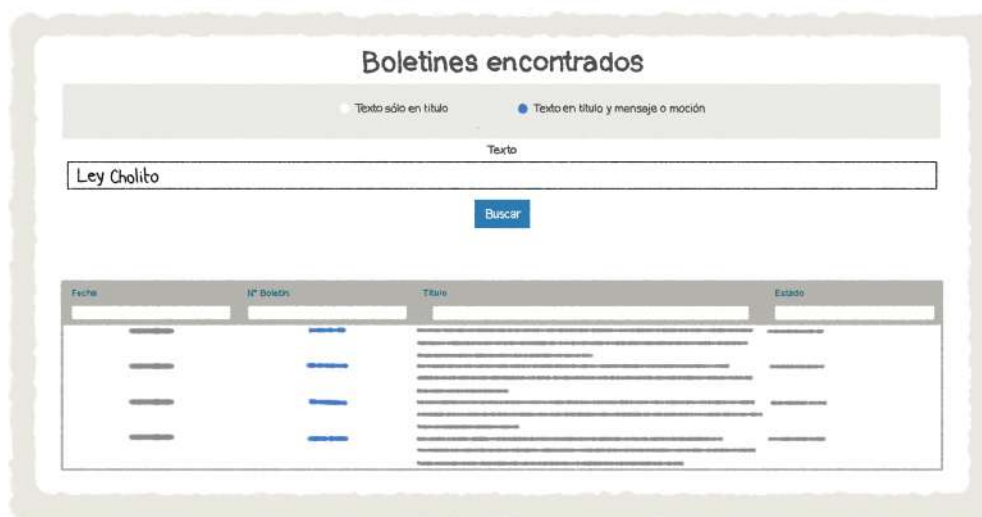 Boletines encontrados
Texto sólo en título Texto en título y mensaje o moción
Texto
Ley Cholito
Buscar
Fecha N° Boletín Título Estado